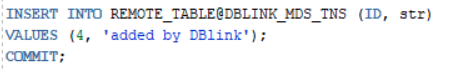 INSERT INTO REMOTE_TABLE@DBLINK_MDS_TNS (ID, str)
VALUES (4, 'added by DBlink');
COMMIT;